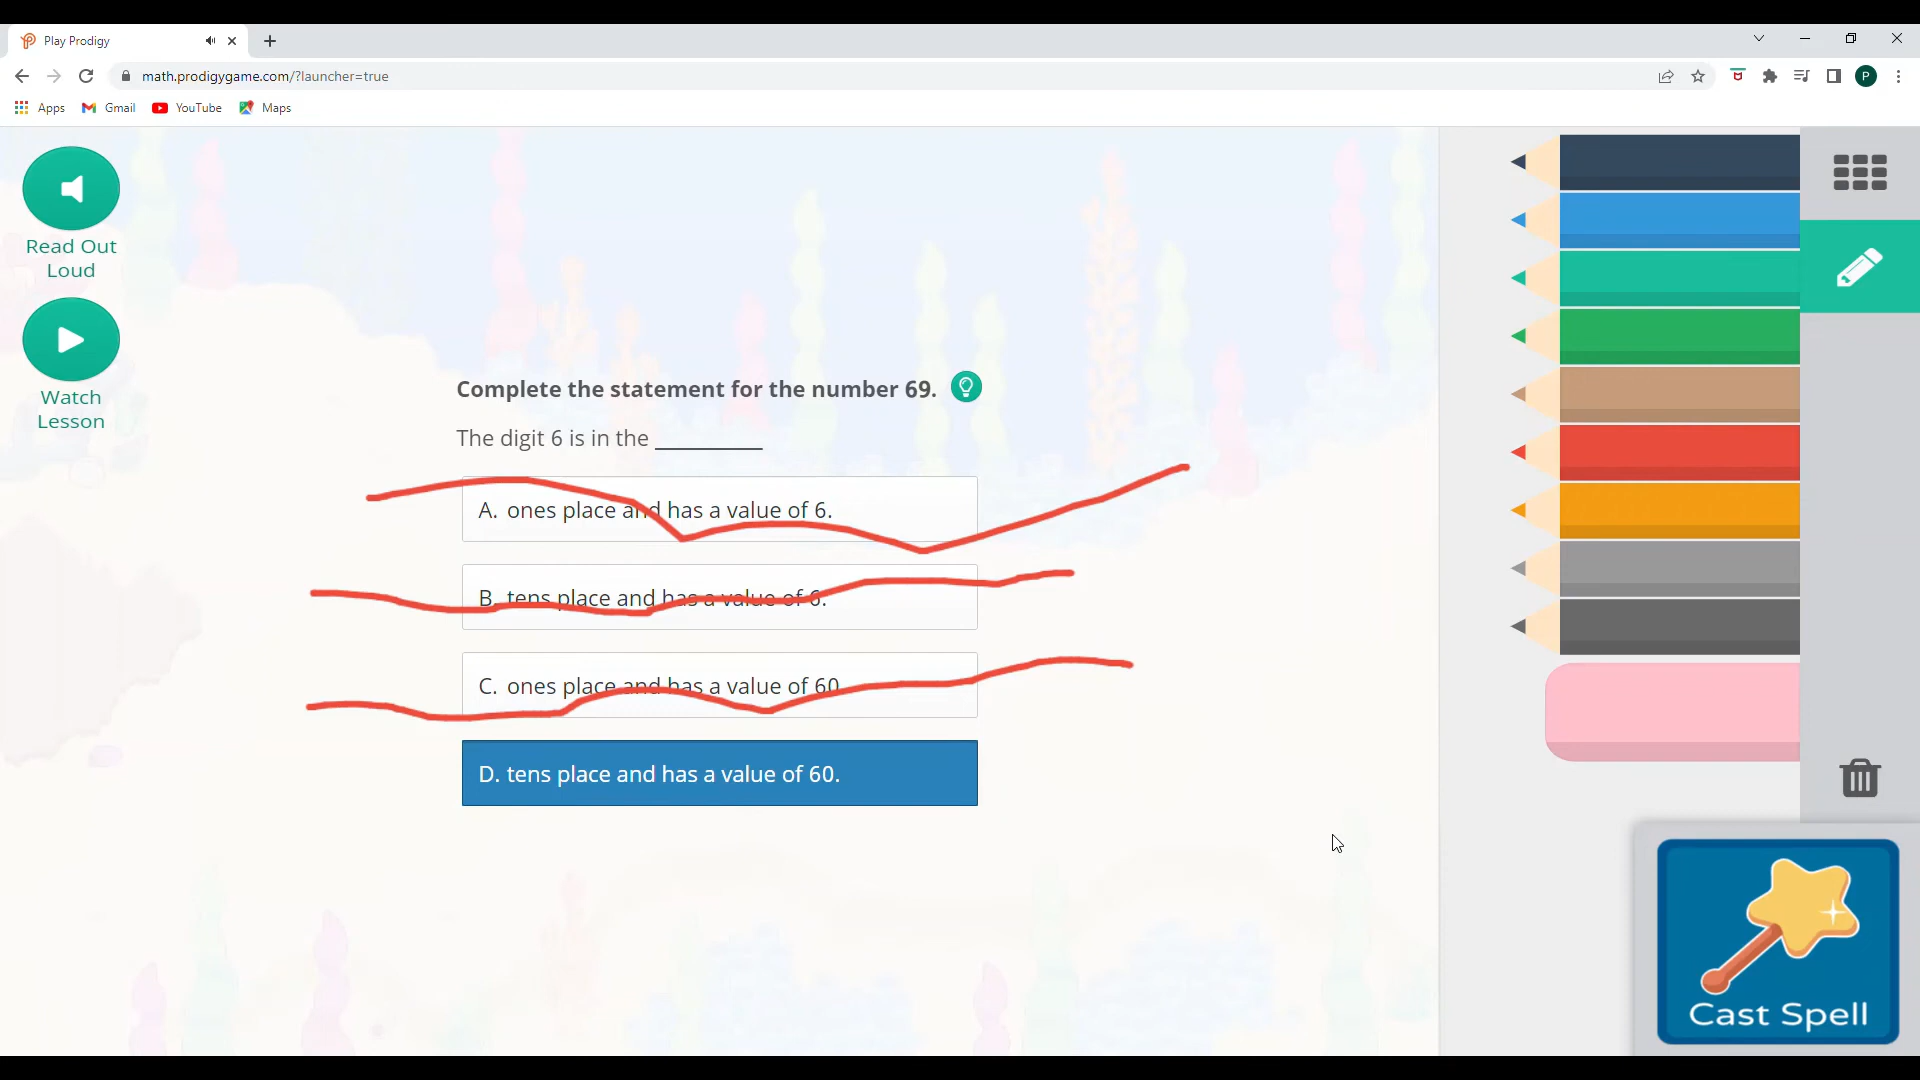 Play Prodigy
math.prodigygame.com/?launcher=true
P
Apps Gmail YouTube Maps
Read Out
Loud
Watch
Lesson
Complete the statement for the number 69.
The digit 6 is in the __________
A. ones place and has a value of 6.
B. tens place and has a value of 6.
C. ones place and has a value of 60.
D. tens place and has a value of 60.
Cast Spell